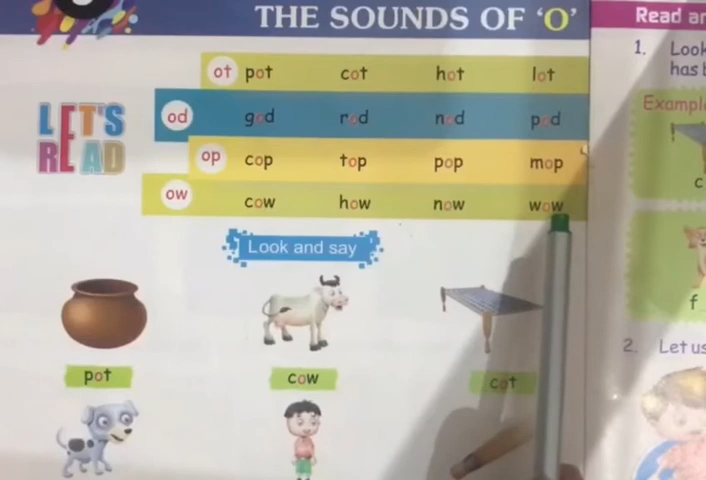 THE SOUNDS OF ‘O’
ot pot cot hot lot
od god rod nod pod
op cop top pop mop
ow cow how now wow
LET'S
READ
Look and say
pot cow cot
Read
1. Look
has
Example
c
f
2. Let us